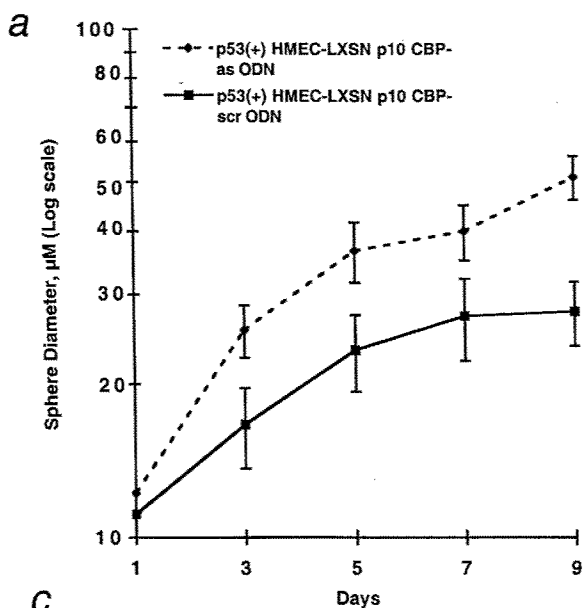 a
100
80
60
50
40
30
20
10
p53(+) HMEC-LXSN p10 CBP-
as ODN
p53(+) HMEC-LXSN p10 CBP-
scr ODN
Sphere Diameter, µM (Log scale)
1 3 5 7 9
Days
c